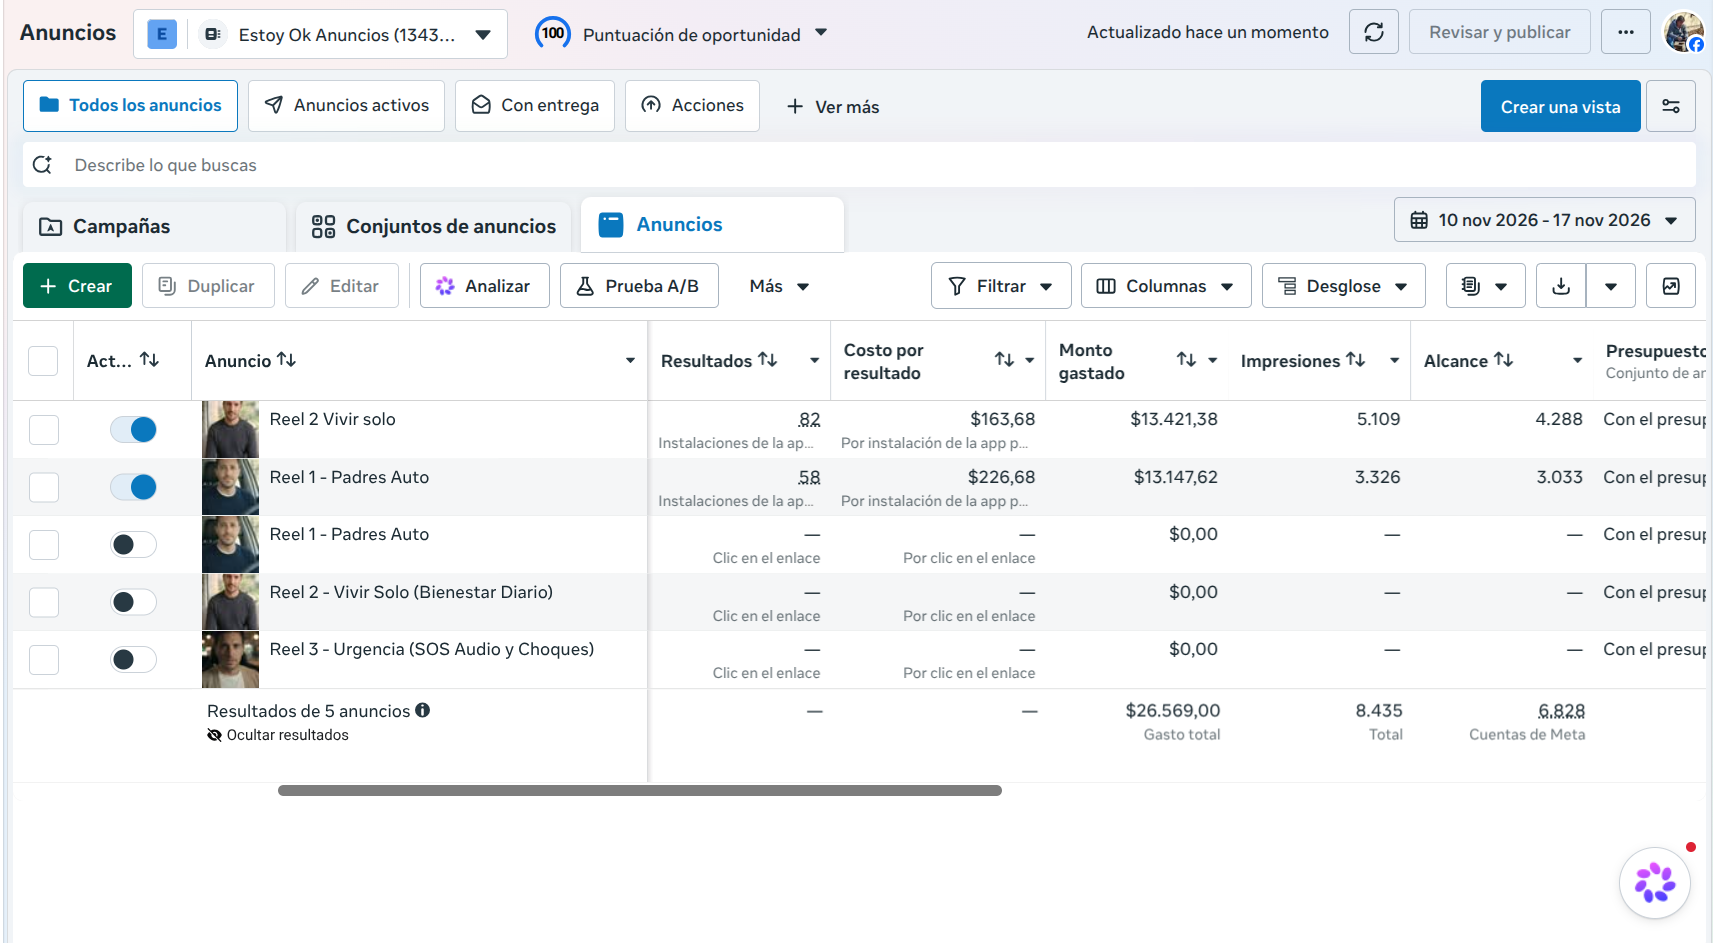 Anuncios
E
Estoy Ok Anuncios (1343...
100
Puntuación de oportunidad
Actualizado hace un momento
Revisar y publicar
Todos los anuncios
Anuncios activos
Con entrega
Acciones
Ver más
Crear una vista
Describe lo que buscas
Campañas
Conjuntos de anuncios
Anuncios
10 nov 2026 - 17 nov 2026
Crear
Duplicar
Editar
Analizar
Prueba A/B
Más
Filtrar
Columnas
Desglose
Act...
Anuncio
Resultados
Costo por
resultado
Monto
gastado
Impresiones
Alcance
Presupuesto
Conjunto de ar
Reel 2 Vivir solo
82
$163,68
$13.421,38
5.109
4.288
Con el presup
Instalaciones de la ap...
Por instalación de la app p...
Reel 1 - Padres Auto
58
$226,68
$13.147,62
3.326
3.033
Con el presup
Instalaciones de la ap...
Por instalación de la app p...
Reel 1 - Padres Auto
—
—
$0,00
—
—
Con el presup
Clic en el enlace
Por clic en el enlace
Reel 2 - Vivir Solo (Bienestar Diario)
—
—
$0,00
—
—
Con el presup
Clic en el enlace
Por clic en el enlace
Reel 3 - Urgencia (SOS Audio y Choques)
—
—
$0,00
—
—
Con el presup
Clic en el enlace
Por clic en el enlace
Resultados de 5 anuncios
—
—
$26.569,00
8.435
6.828
Ocultar resultados
Gasto total
Total
Cuentas de Meta